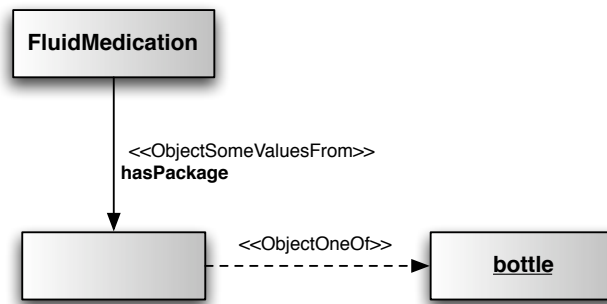 FluidMedication
<<ObjectSomeValuesFrom>>
hasPackage
<<ObjectOneOf>>
bottle